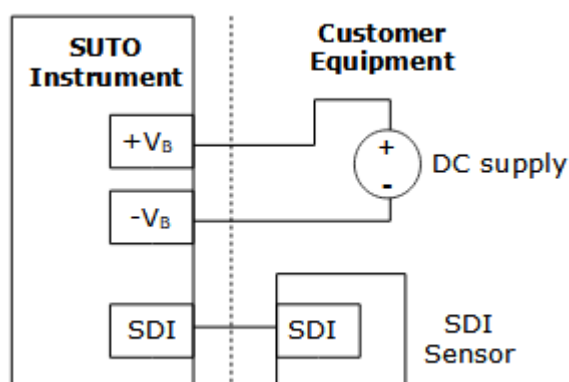 SUTO
Instrument
Customer
Equipment
+VB
+
DC supply
-
-VB
SDI
SDI
SDI
Sensor